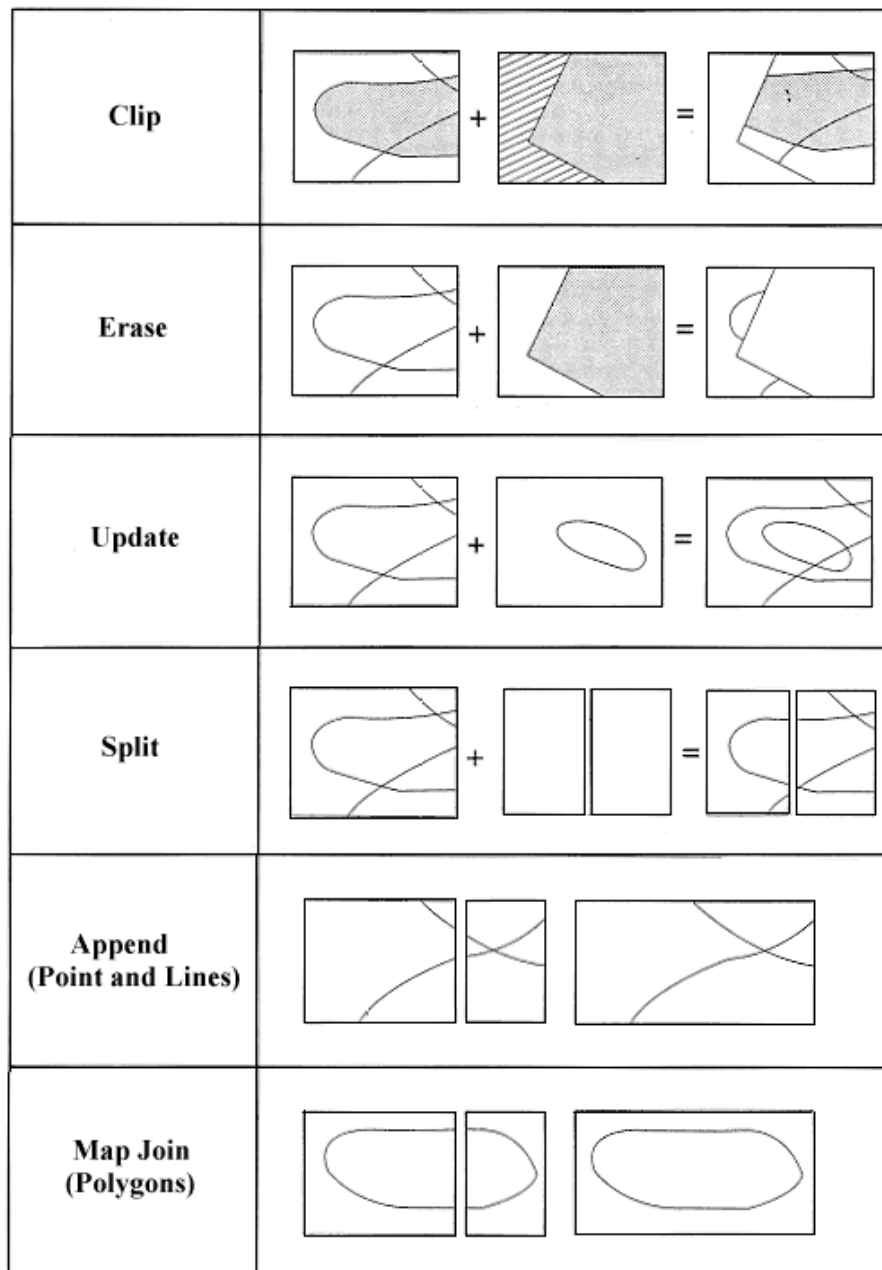 Clip
+
=
Erase
+
=
Update
+
=
Split
+
=
Append
(Point and Lines)
Map Join
(Polygons)